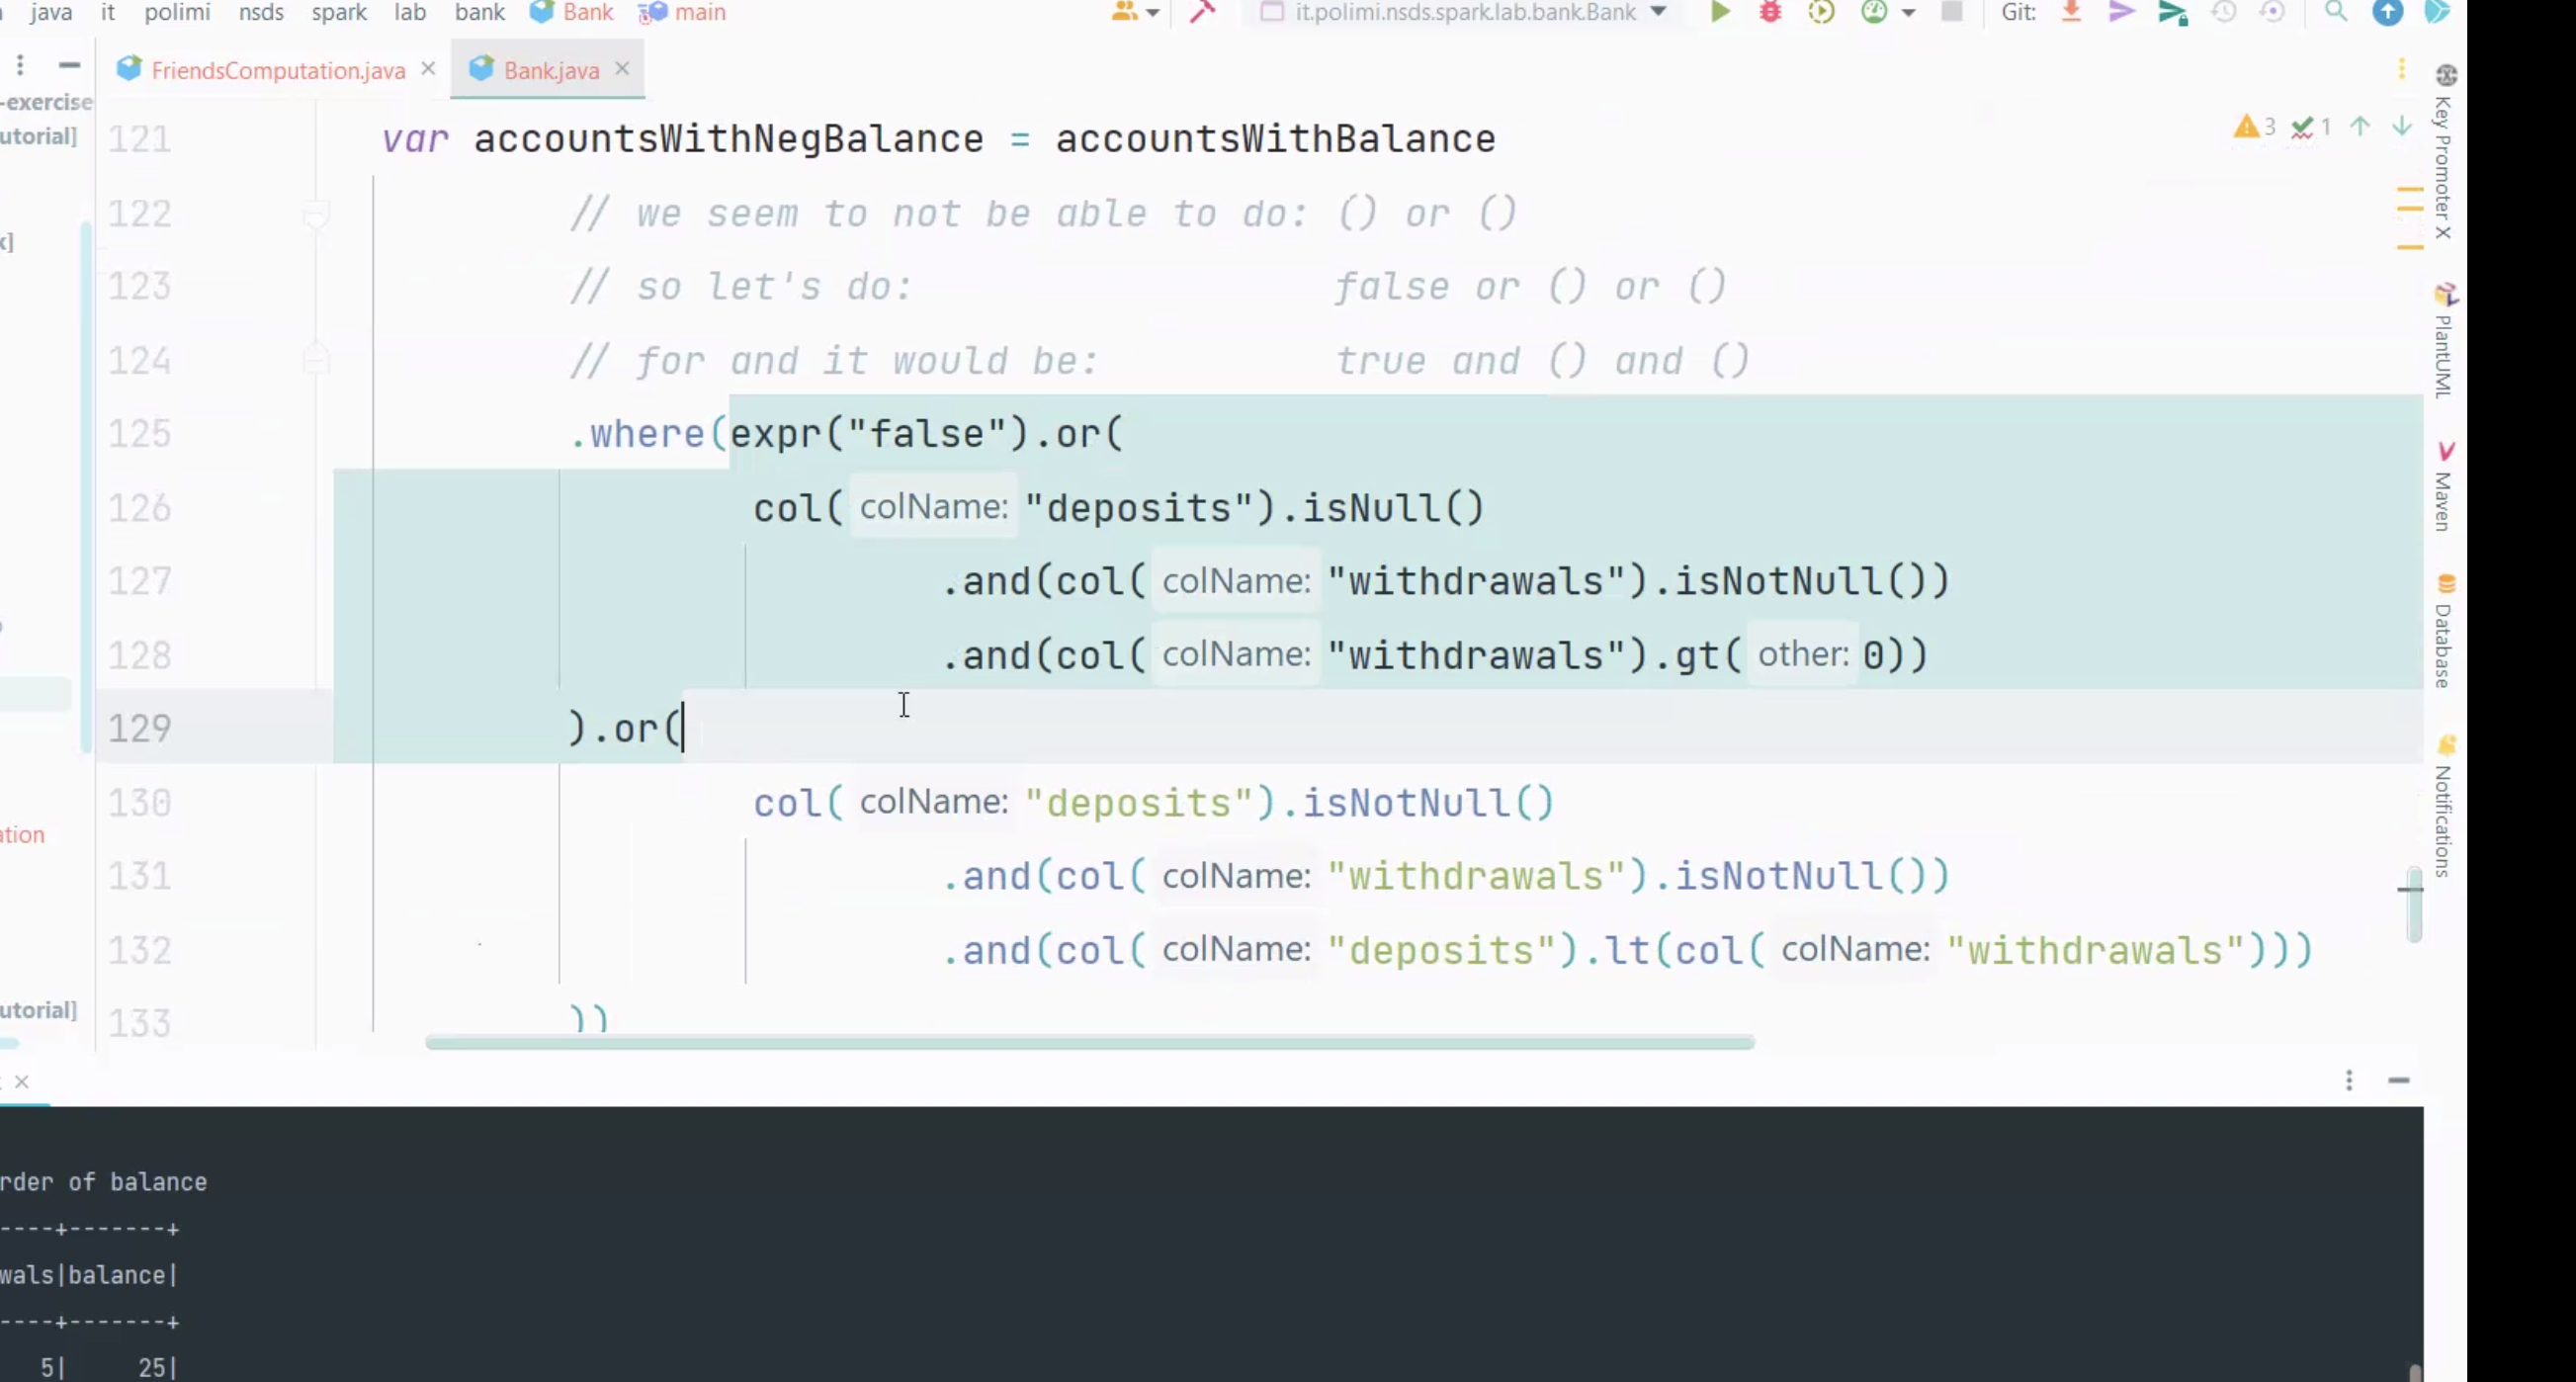 java it polimi nsds spark lab bank Bank main it.polimi.nsds.spark.lab.bank.Bank Git:
FriendsComputation.java Bank.java
-exercise
utorial]
k]
ation
utorial]
121 var accountsWithNegBalance = accountsWithBalance
3 1
122 // we seem to not be able to do: () or ()
123 // so let's do: false or () or ()
124 // for and it would be: true and () and ()
125 .where(expr("false").or(
126 col( colName: "deposits").isNull()
127 .and(col( colName: "withdrawals").isNotNull())
128 .and(col( colName: "withdrawals").gt( other: 0))
129 ).or(
130 col( colName: "deposits").isNotNull()
131 .and(col( colName: "withdrawals").isNotNull())
132 .and(col( colName: "deposits").lt(col( colName: "withdrawals")))
133 ))
Key Promoter X
PlantUML
Maven
Database
Notifications
rder of balance
----+-------+
wals|balance|
----+-------+
5| 25|